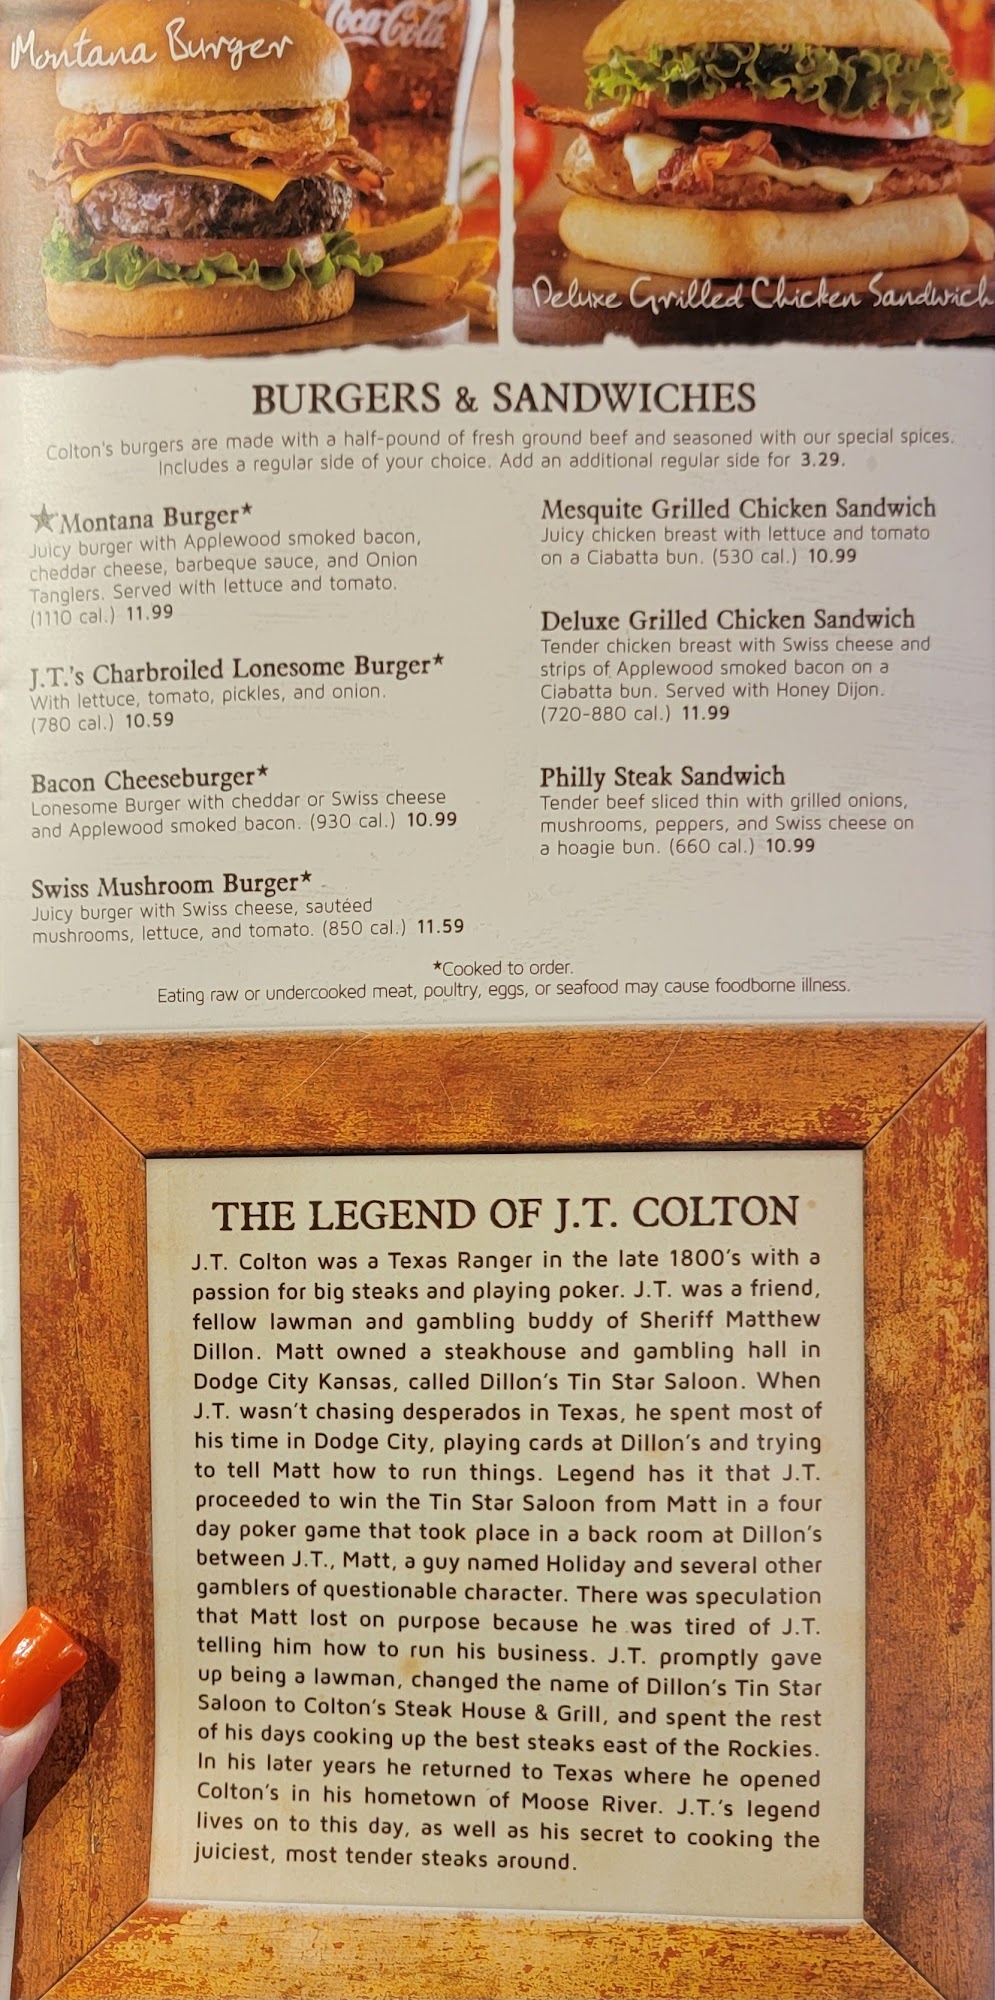 Montana Burger
Coca-Cola
Deluxe Grilled Chicken Sandwich
BURGERS & SANDWICHES
Colton's burgers are made with a half-pound of fresh ground beef and seasoned with our special spices.
Includes a regular side of your choice. Add an additional regular side for 3.29.
★Montana Burger*
Juicy burger with Applewood smoked bacon,
cheddar cheese, barbeque sauce, and Onion
Tanglers. Served with lettuce and tomato.
(1110 cal.) 11.99
J.T.'s Charbroiled Lonesome Burger*
With lettuce, tomato, pickles, and onion.
(780 cal.) 10.59
Bacon Cheeseburger*
Lonesome Burger with cheddar or Swiss cheese
and Applewood smoked bacon. (930 cal.) 10.99
Swiss Mushroom Burger*
Juicy burger with Swiss cheese, sautéed
mushrooms, lettuce, and tomato. (850 cal.) 11.59
Mesquite Grilled Chicken Sandwich
Juicy chicken breast with lettuce and tomato
on a Ciabatta bun. (530 cal.) 10.99
Deluxe Grilled Chicken Sandwich
Tender chicken breast with Swiss cheese and
strips of Applewood smoked bacon on a
Ciabatta bun. Served with Honey Dijon.
(720-880 cal.) 11.99
Philly Steak Sandwich
Tender beef sliced thin with grilled onions,
mushrooms, peppers, and Swiss cheese on
a hoagie bun. (660 cal.) 10.99
*Cooked to order.
Eating raw or undercooked meat, poultry, eggs, or seafood may cause foodborne illness.
THE LEGEND OF J.T. COLTON
J.T. Colton was a Texas Ranger in the late 1800's with a
passion for big steaks and playing poker. J.T. was a friend,
fellow lawman and gambling buddy of Sheriff Matthew
Dillon. Matt owned a steakhouse and gambling hall in
Dodge City Kansas, called Dillon's Tin Star Saloon. When
J.T. wasn't chasing desperados in Texas, he spent most of
his time in Dodge City, playing cards at Dillon's and trying
to tell Matt how to run things. Legend has it that J.T.
proceeded to win the Tin Star Saloon from Matt in a four
day poker game that took place in a back room at Dillon's
between J.T., Matt, a guy named Holiday and several other
gamblers of questionable character. There was speculation
that Matt lost on purpose because he was tired of J.T.
telling him how to run his business. J.T. promptly gave
up being a lawman, changed the name of Dillon's Tin Star
Saloon to Colton's Steak House & Grill, and spent the rest
of his days cooking up the best steaks east of the Rockies.
In his later years he returned to Texas where he opened
Colton's in his hometown of Moose River. J.T.'s legend
lives on to this day, as well as his secret to cooking the
juiciest, most tender steaks around.